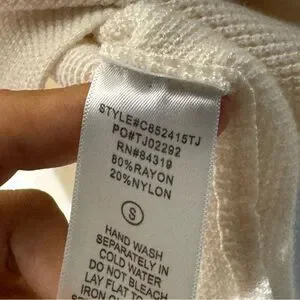 STYLE#C852415TJ
PO#TJ02292
RN#84319
80%RAYON
20%NYLON
S
HAND WASH
SEPARATELY IN
COLD WATER
DO NOT BLEACH
LAY FLAT TO
IRON